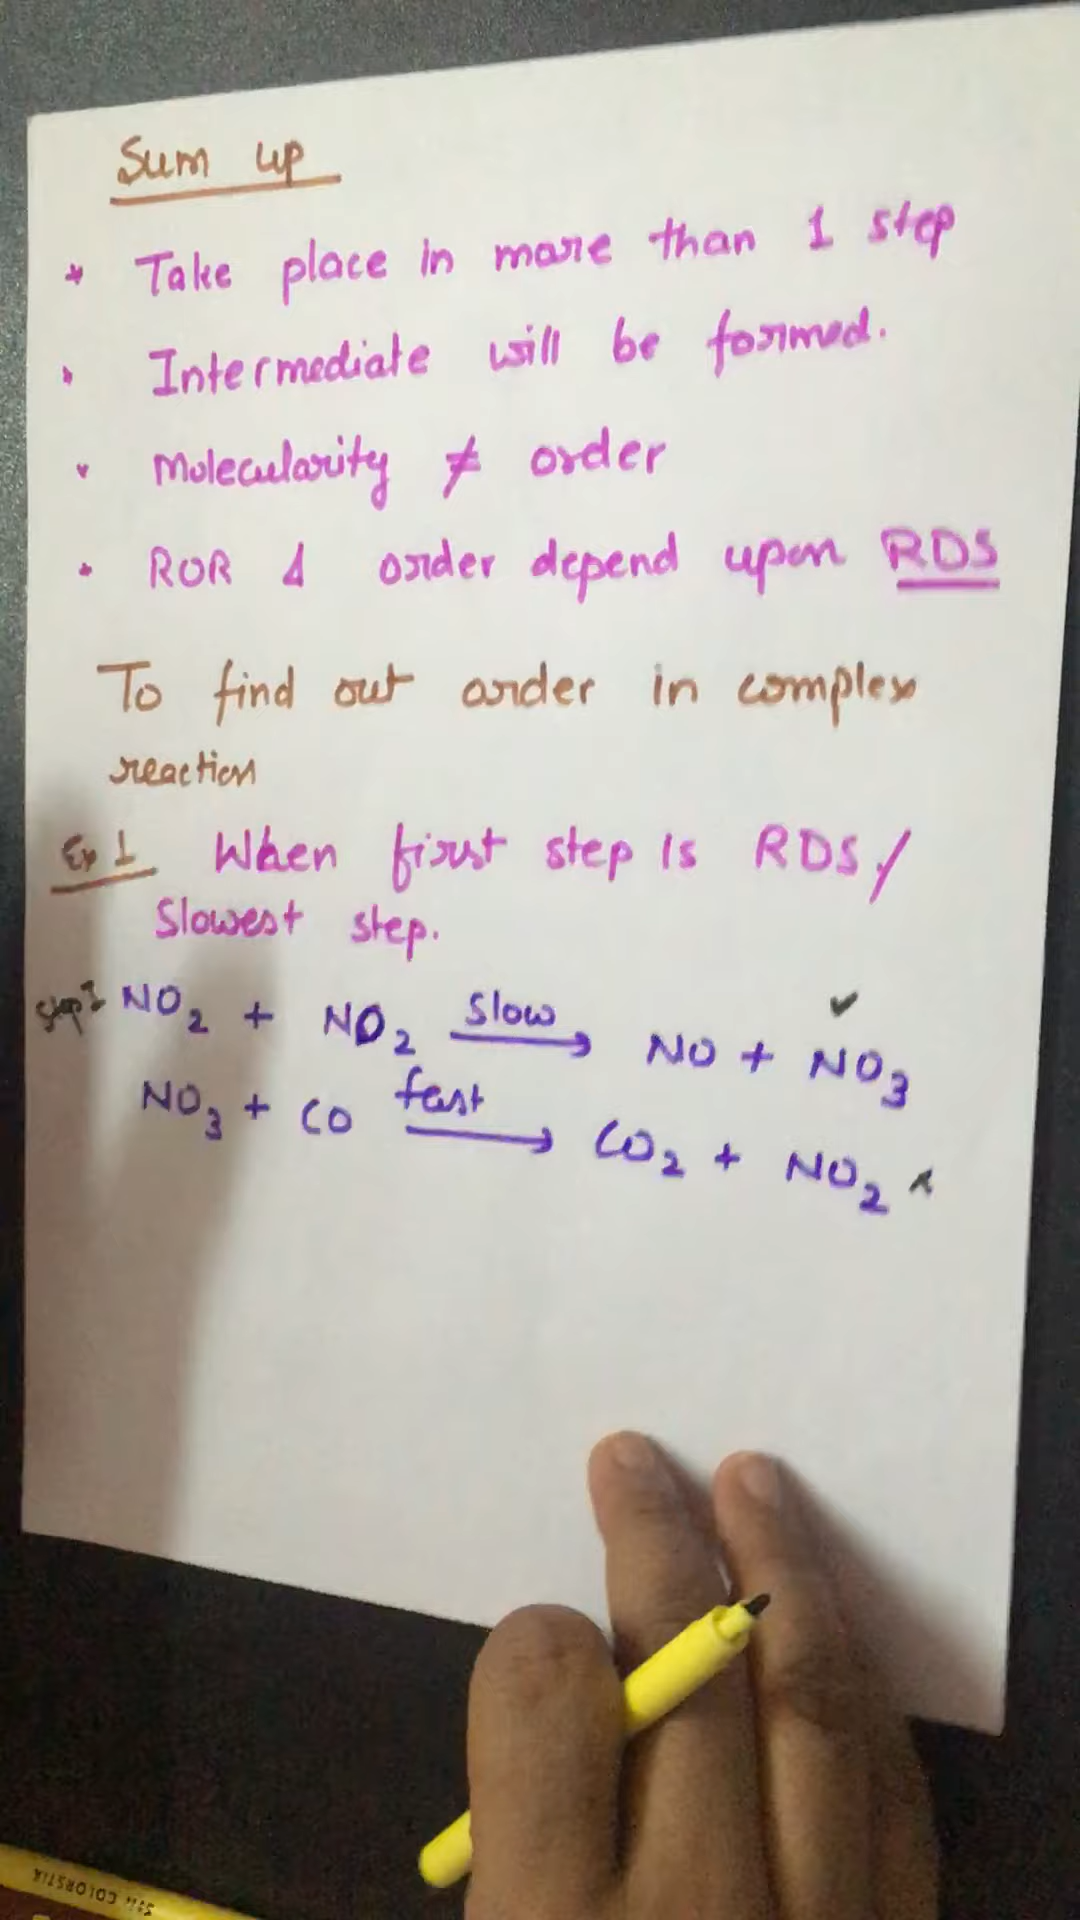 Sum up
* Take place in more than 1 step
* Intermediate will be formed.
* Molecularity ≠ order
* ROR & order depend upon RDS
To find out order in complex
reaction
Ex 1 When first step is RDS/
Slowest step.
Step I NO₂ + NO₂ slow → NO + NO₃ ✓
NO₃ + CO fast → CO₂ + NO₂
COLORSTIX